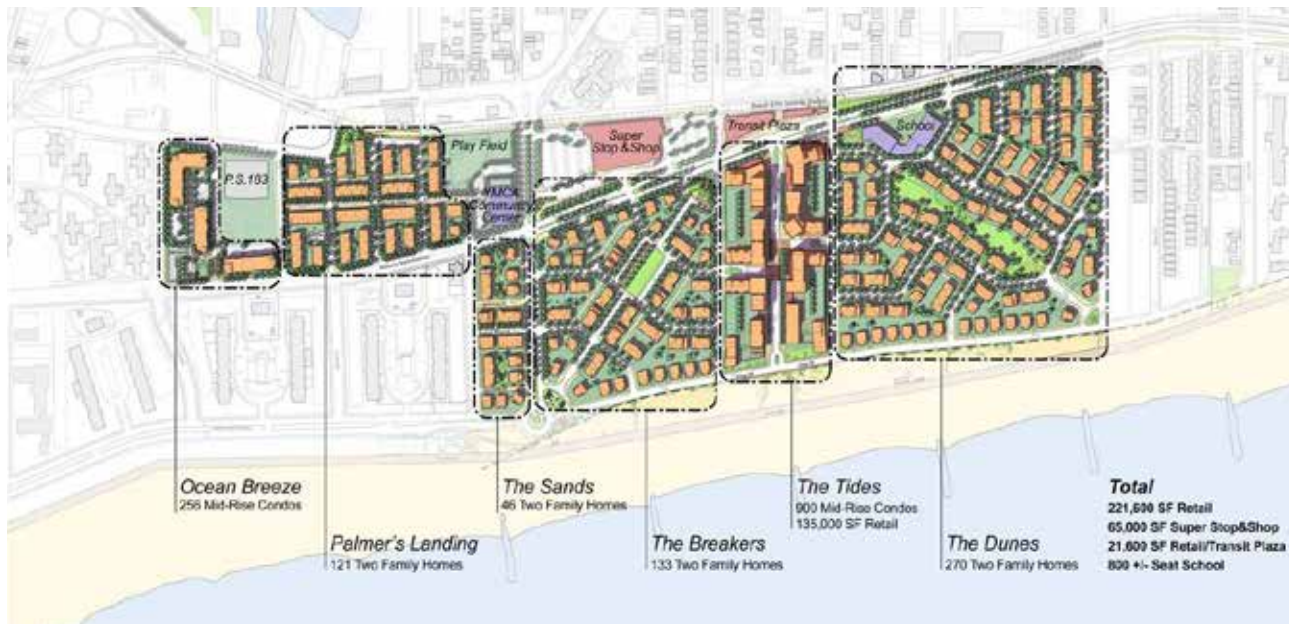 P.S.183
Play Field
YMCA
Community
Center
Super
Stop &Shop
Transit Plaza
School
Ocean Breeze
256 Mid-Rise Condos
Palmer's Landing
121 Two Family Homes
The Sands
46 Two Family Homes
The Breakers
133 Two Family Homes
The Tides
900 Mid-Rise Condos
135,000 SF Retail
The Dunes
270 Two Family Homes
Total
221,600 SF Retail
65,000 SF Super Stop&Shop
21,600 SF Retail/Transit Plaza
800 +/- Seat School